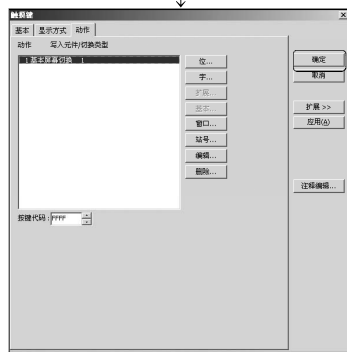 触摸键
基本 显示方式 动作
动作 写入元件/切换类型
1 基本屏幕切换 1
位...
字...
扩展...
基本...
窗口...
站号...
编辑...
删除...
确定
取消
扩展 >>
应用(A)
注释编辑...
按键代码: FFFF